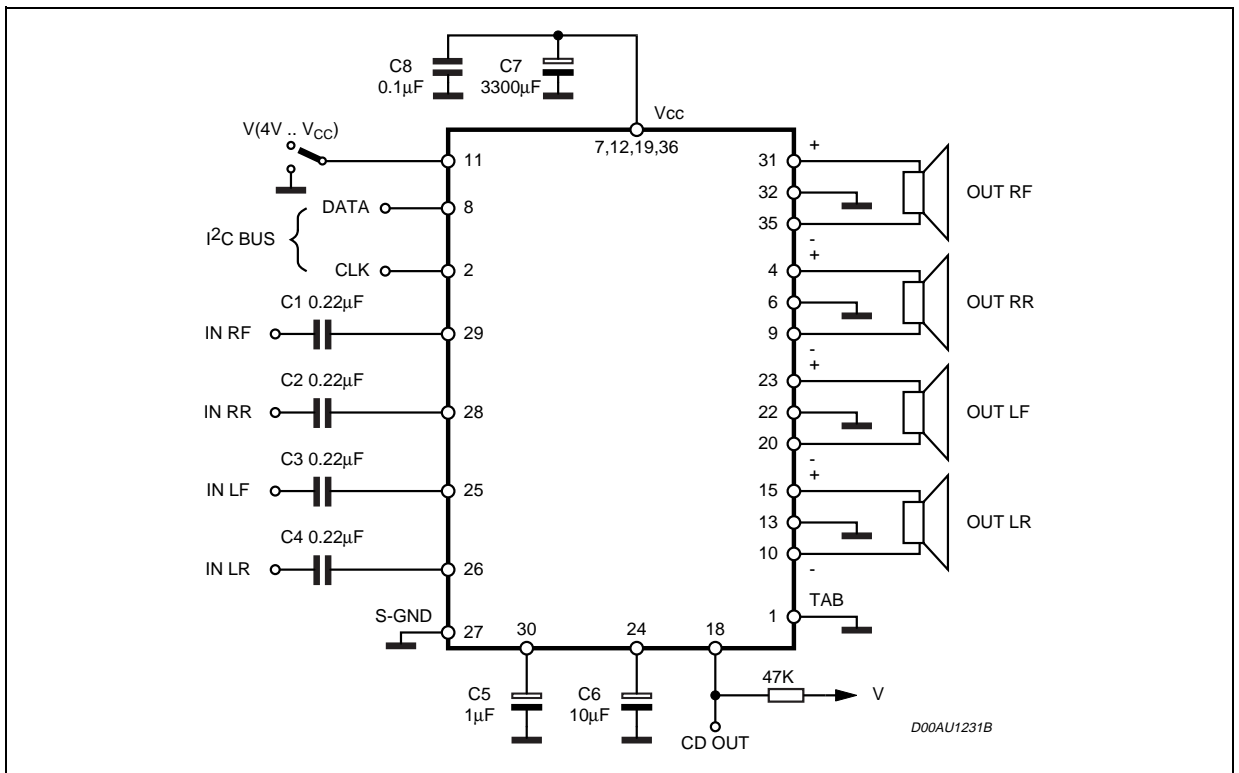 C8
0.1µF
C7
3300µF
Vcc
7,12,19,36
V(4V .. VCC)
11
I2C BUS
DATA
8
CLK
2
C1 0.22µF
IN RF
29
C2 0.22µF
IN RR
28
C3 0.22µF
IN LF
25
C4 0.22µF
IN LR
26
S-GND
27
30
24
18
C5
1µF
C6
10µF
47K
V
CD OUT
31
+
32
35
-
OUT RF
4
+
6
9
-
OUT RR
23
+
22
20
-
OUT LF
15
+
13
10
-
OUT LR
1
TAB
D00AU1231B